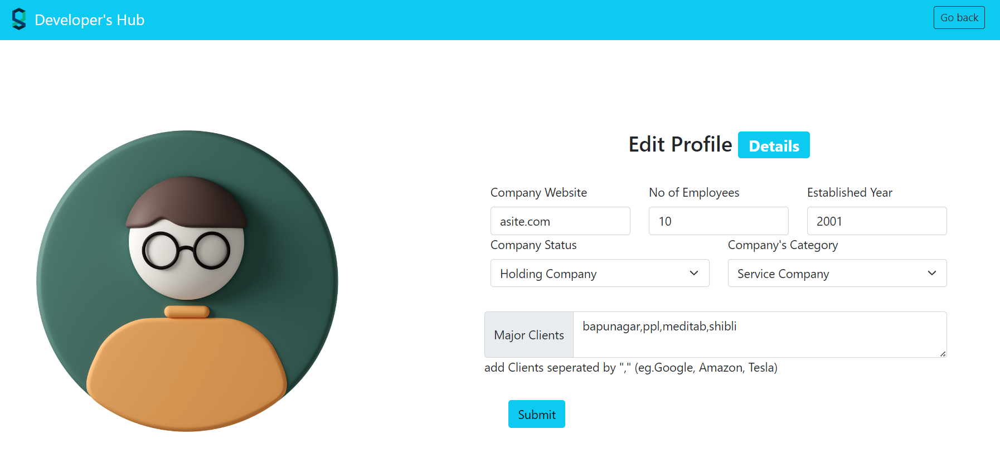 Developer's Hub
Go back
Edit Profile Details
Company Website No of Employees Established Year
asite.com 10 2001
Company Status Company's Category
Holding Company Service Company
Major Clients bapunagar,ppl,meditab,shibli
add Clients seperated by "," (eg.Google, Amazon, Tesla)
Submit